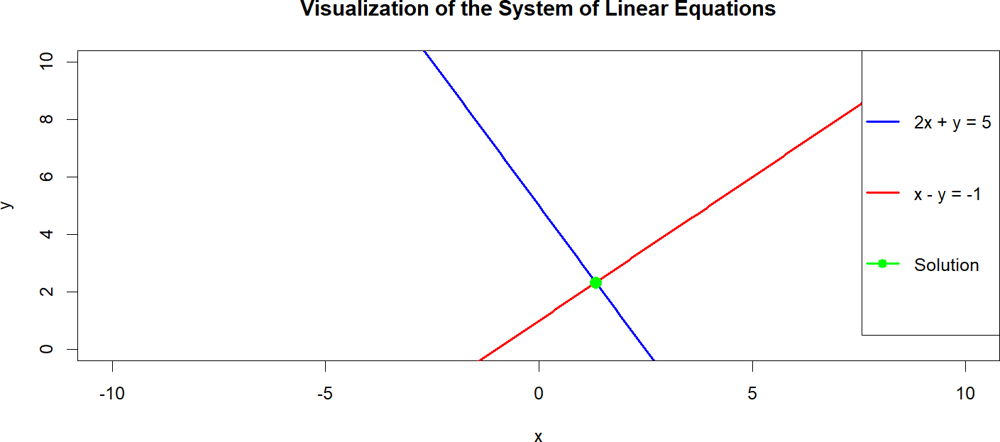 Visualization of the System of Linear Equations
10
8
6
4
2
0
y
2x + y = 5
x - y = -1
Solution
-10
-5
0
5
10
x